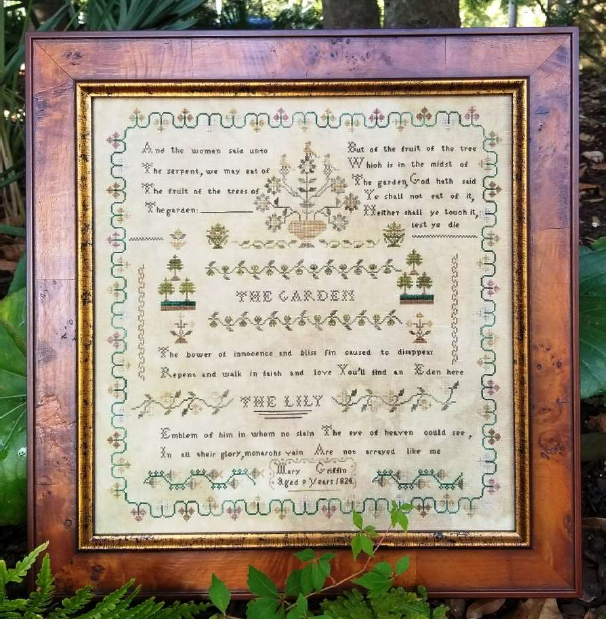 And the women said unto
The serpent, we may eat of
The fruit of the trees of
The garden:
But of the fruit of the tree
Which is in the midst of
The garden, God hath said
Ye shall not eat of it,
Neither shall ye touch it,
lest ye die
THE GARDEN
The bower of innocence and bliss sin caused to disappear
Repent and walk in faith and love You'll find an Eden here
THE LILY
Emblem of him in whom no stain The eye of heaven could see,
In all their glory, monarchs vain Are not arrayed like me
Mary Griffin
Aged 9 Years 1828